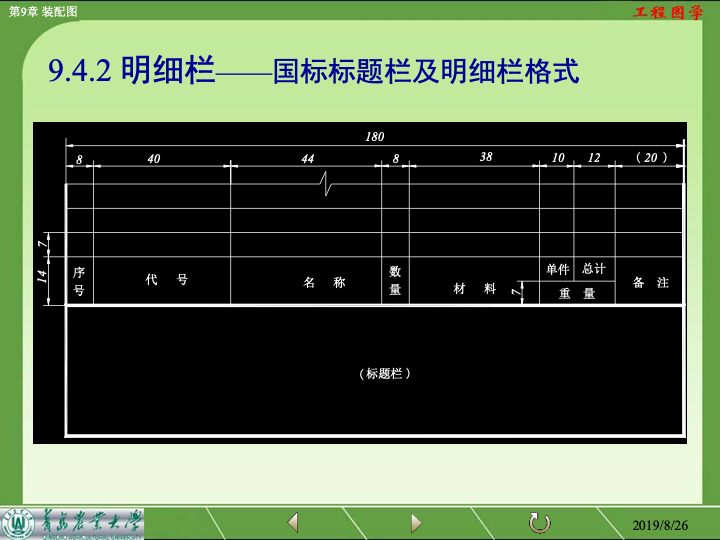 第9章 装配图
工程图学
9.4.2 明细栏——国标标题栏及明细栏格式
180
8 40 44 8 38 10 12 (20)
7
14
序号 代号 名称 数量 材料 7 单件 总计 备注
重量
(标题栏)
青岛农业大学
2019/8/26